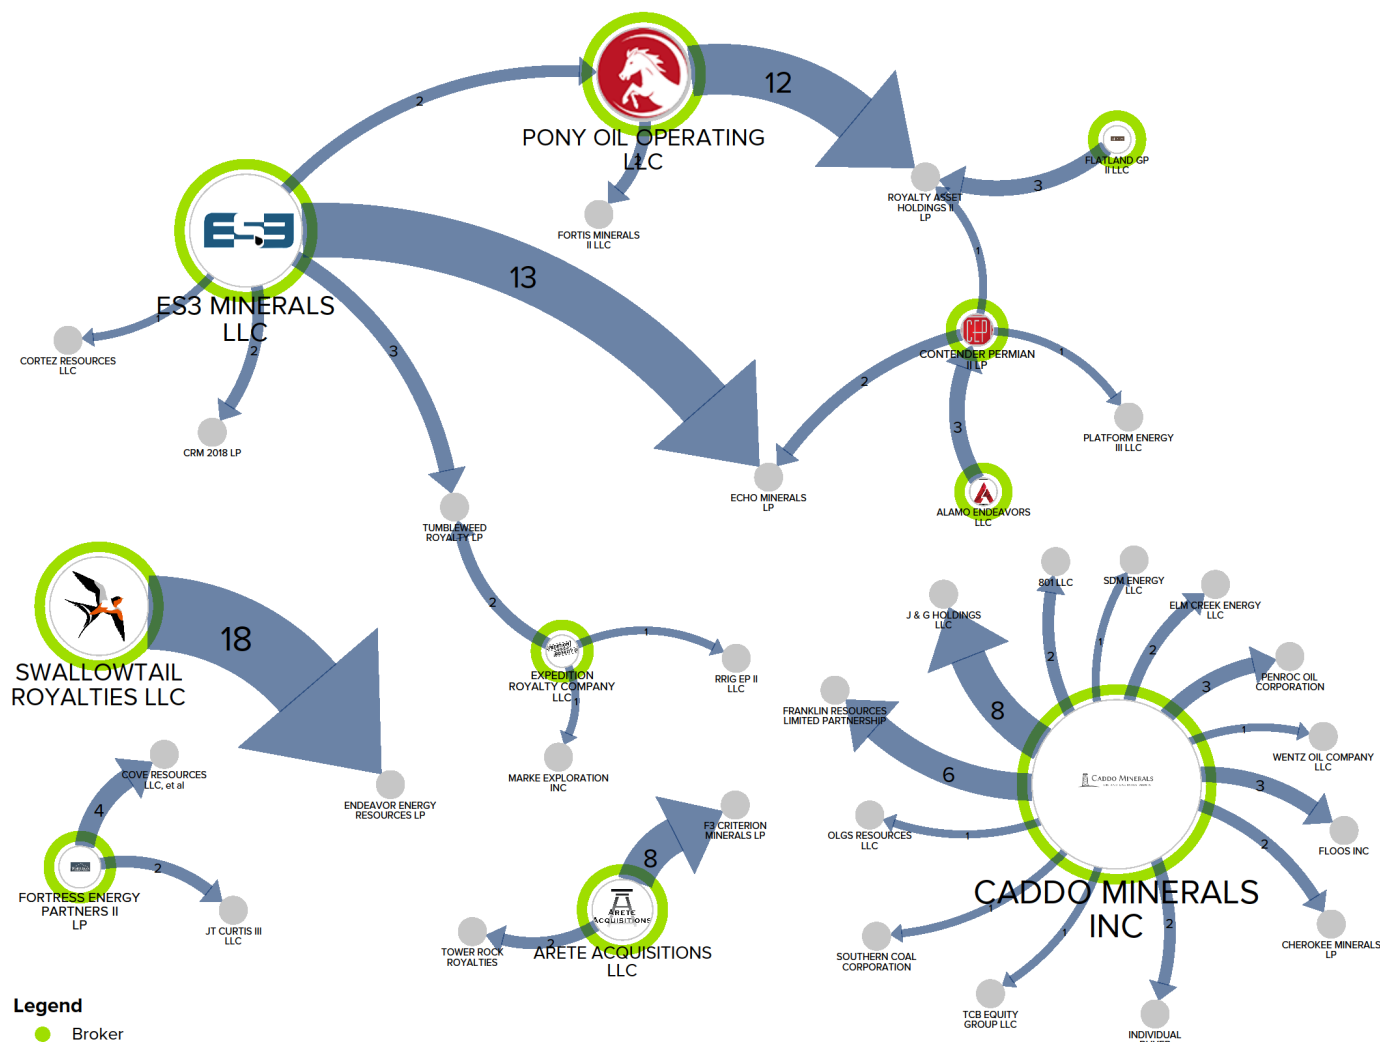 12
2
PONY OIL OPERATING
LLC
2
FLATLAND GP
II LLC
3
ROYALTY ASSET
HOLDINGS II
LP
FORTIS MINERALS
II LLC
ES3
ES3 MINERALS
LLC
13
1
CEP
CONTENDER PERMIAN
II LP
1
1
2
3
2
CORTEZ RESOURCES
LLC
2
3
CRM 2018 LP
PLATFORM ENERGY
III LLC
ECHO MINERALS
LP
ALAMO ENDEAVORS
LLC
TUMBLEWEED
ROYALTY LP
2
18
SWALLOWTAIL
ROYALTIES LLC
EXPEDITION
ROYALTY COMPANY
LLC
1
1
RRIG EP II
LLC
MARKE EXPLORATION
INC
ENDEAVOR ENERGY
RESOURCES LP
COVE RESOURCES
LLC, et al
4
2
FORTRESS ENERGY
PARTNERS II
LP
JT CURTIS III
LLC
F3 CRITERION
MINERALS LP
8
ARETE
ACQUISITIONS
2
TOWER ROCK
ROYALTIES
ARETE ACQUISITIONS
LLC
J & G HOLDINGS
LLC
801 LLC
SDM ENERGY
LLC
ELM CREEK ENERGY
LLC
PENROC OIL
CORPORATION
FRANKLIN RESOURCES
LIMITED PARTNERSHIP
8
2
1
2
3
1
WENTZ OIL COMPANY
LLC
6
CADDO MINERALS
3
OLGS RESOURCES
LLC
1
2
FLOOS INC
CADDO MINERALS
INC
1
1
2
SOUTHERN COAL
CORPORATION
CHEROKEE MINERALS
LP
TCB EQUITY
GROUP LLC
INDIVIDUAL
Legend
Broker